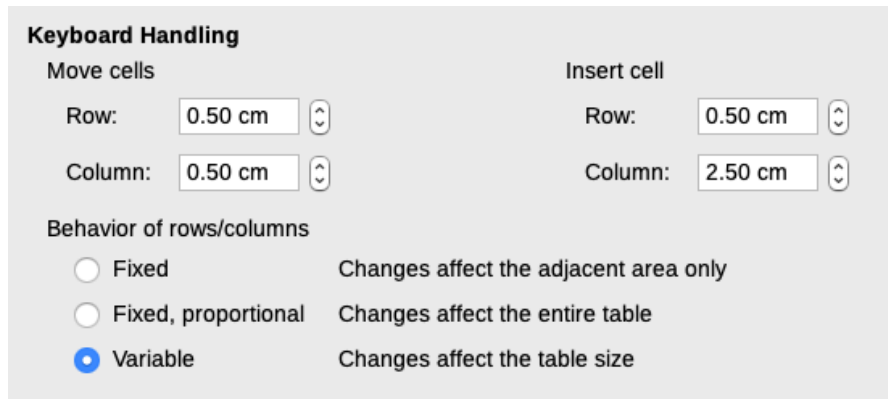 Keyboard Handling
Move cells Insert cell
Row: 0.50 cm Row: 0.50 cm
Column: 0.50 cm Column: 2.50 cm
Behavior of rows/columns
Fixed Changes affect the adjacent area only
Fixed, proportional Changes affect the entire table
Variable Changes affect the table size